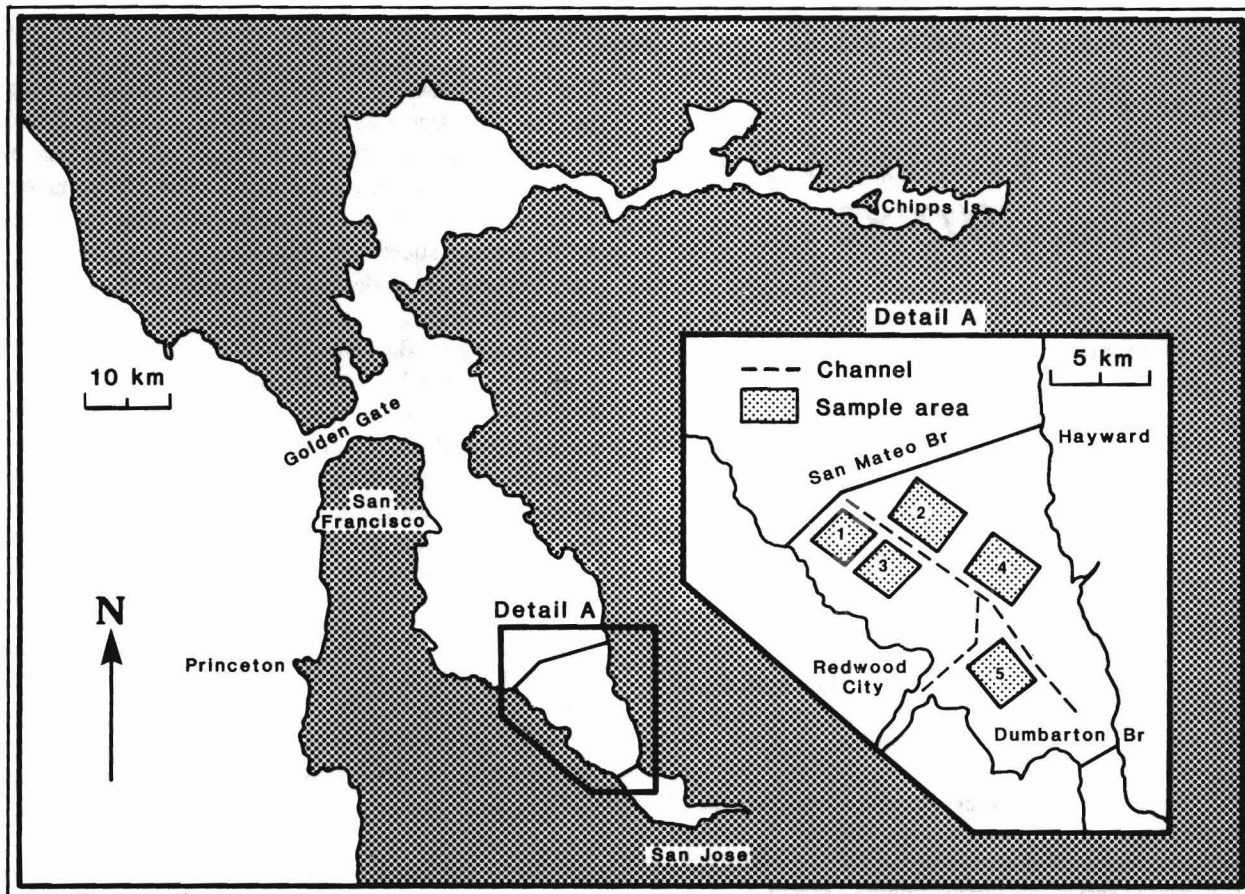 Chipps Is.
Detail A
10 km
Channel
5 km
Sample area
Golden Gate
San Mateo Br
Hayward
San
Francisco
1
2
3
4
N
Detail A
Princeton
Redwood
City
5
Dumbarton Br
San Jose